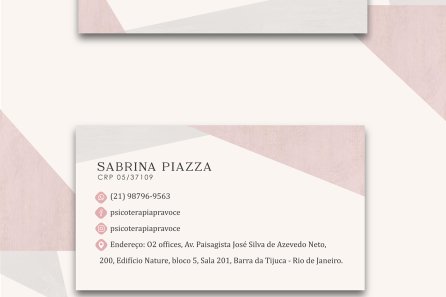 SABRINA PIAZZA
CRP 05/37109
(21) 98796-9563
psicoterapiapravoce
psicoterapiapravoce
Endereço: O2 offices, Av. Paisagista José Silva de Azevedo Neto,
200, Edifício Nature, bloco 5, Sala 201, Barra da Tijuca - Rio de Janeiro.